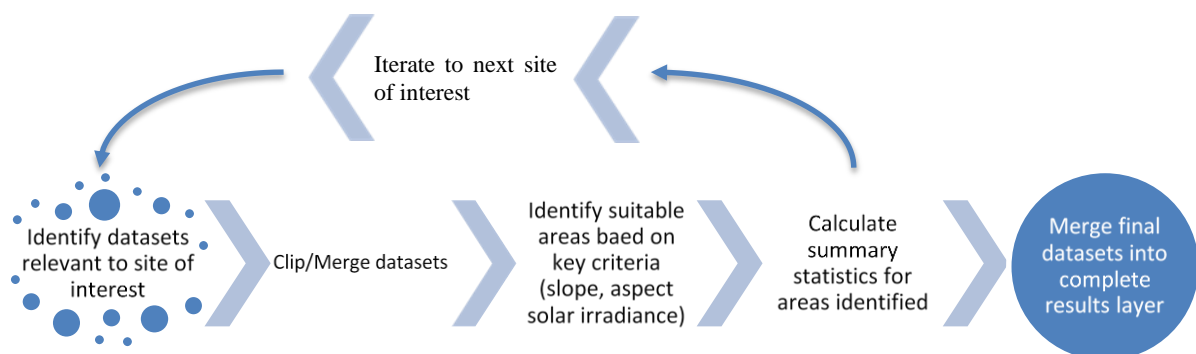 Iterate to next site
of interest
Identify datasets
relevant to site of
interest
Clip/Merge datasets
Identify suitable
areas baed on
key criteria
(slope, aspect
solar irradiance)
Calculate
summary
statistics for
areas identified
Merge final
datasets into
complete
results layer